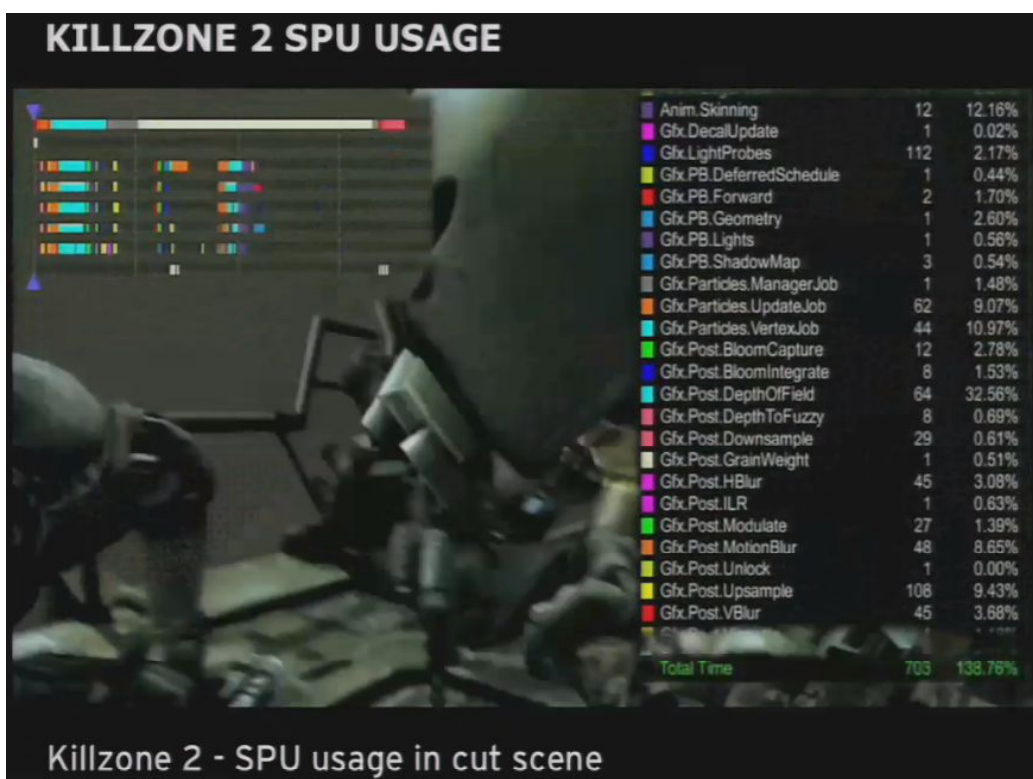 KILLZONE 2 SPU USAGE
Anim.Skinning 12 12.16%
Gfx.DecalUpdate 1 0.02%
Gfx.LightProbes 112 2.17%
Gfx.PB.DeferredSchedule 1 0.44%
Gfx.PB.Forward 2 1.70%
Gfx.PB.Geometry 1 2.60%
Gfx.PB.Lights 1 0.56%
Gfx.PB.ShadowMap 3 0.54%
Gfx.Particles.ManagerJob 1 1.48%
Gfx.Particles.UpdateJob 62 9.07%
Gfx.Particles.VertexJob 44 10.97%
Gfx.Post.BloomCapture 12 2.78%
Gfx.Post.BloomIntegrate 8 1.53%
Gfx.Post.DepthOfField 64 32.56%
Gfx.Post.DepthToFuzzy 8 0.69%
Gfx.Post.Downsample 29 0.61%
Gfx.Post.GrainWeight 1 0.51%
Gfx.Post.HBlur 45 3.08%
Gfx.Post.ILR 1 0.63%
Gfx.Post.Modulate 27 1.39%
Gfx.Post.MotionBlur 48 8.65%
Gfx.Post.Unlock 1 0.00%
Gfx.Post.Upsample 108 9.43%
Gfx.Post.VBlur 45 3.68%
Total Time 703 138.76%
Killzone 2 - SPU usage in cut scene